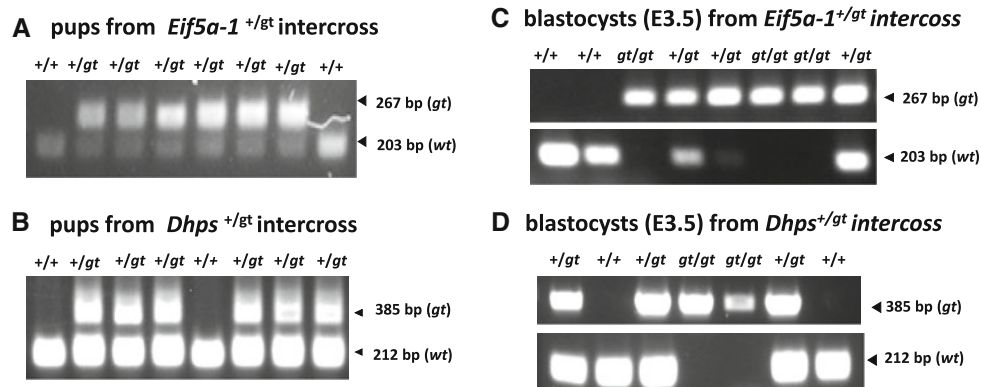 A pups from Eif5a-1 +/gt intercross
+/+ +/gt +/gt +/gt +/gt +/gt +/gt +/+
◄ 267 bp (gt)
◄ 203 bp (wt)
B pups from Dhps +/gt intercross
+/+ +/gt +/gt +/gt +/+ +/gt +/gt +/gt
◄ 385 bp (gt)
◄ 212 bp (wt)
C blastocysts (E3.5) from Eif5a-1+/gt intercoss
+/+ +/+ gt/gt +/gt +/gt gt/gt gt/gt +/gt
◄ 267 bp (gt)
◄ 203 bp (wt)
D blastocysts (E3.5) from Dhps+/gt intercoss
+/gt +/+ +/gt gt/gt gt/gt +/gt +/+
◄ 385 bp (gt)
◄ 212 bp (wt)